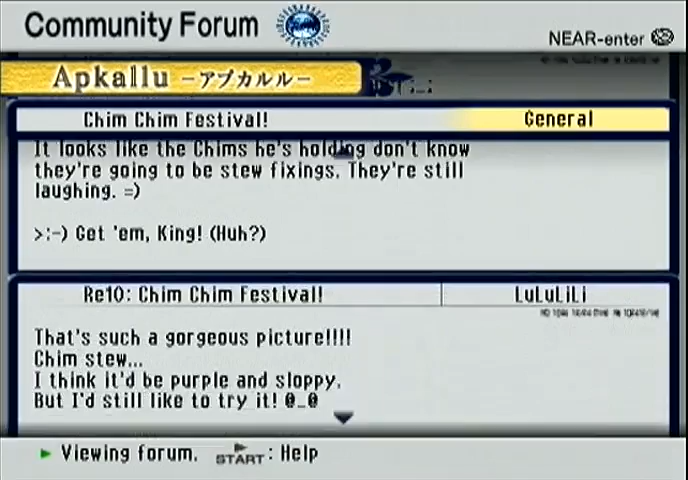 Community Forum
NEAR-enter
Apkallu －アプカルル－
Chim Chim Festival! General
It looks like the Chims he's holding don't know
they're going to be stew fixings. They're still
laughing. =)
>:-) Get 'em, King! (Huh?)
Re10: Chim Chim Festival! LuLuLiLi
That's such a gorgeous picture!!!!
Chim stew...
I think it'd be purple and sloppy.
But I'd still like to try it! @_@
Viewing forum. START: Help